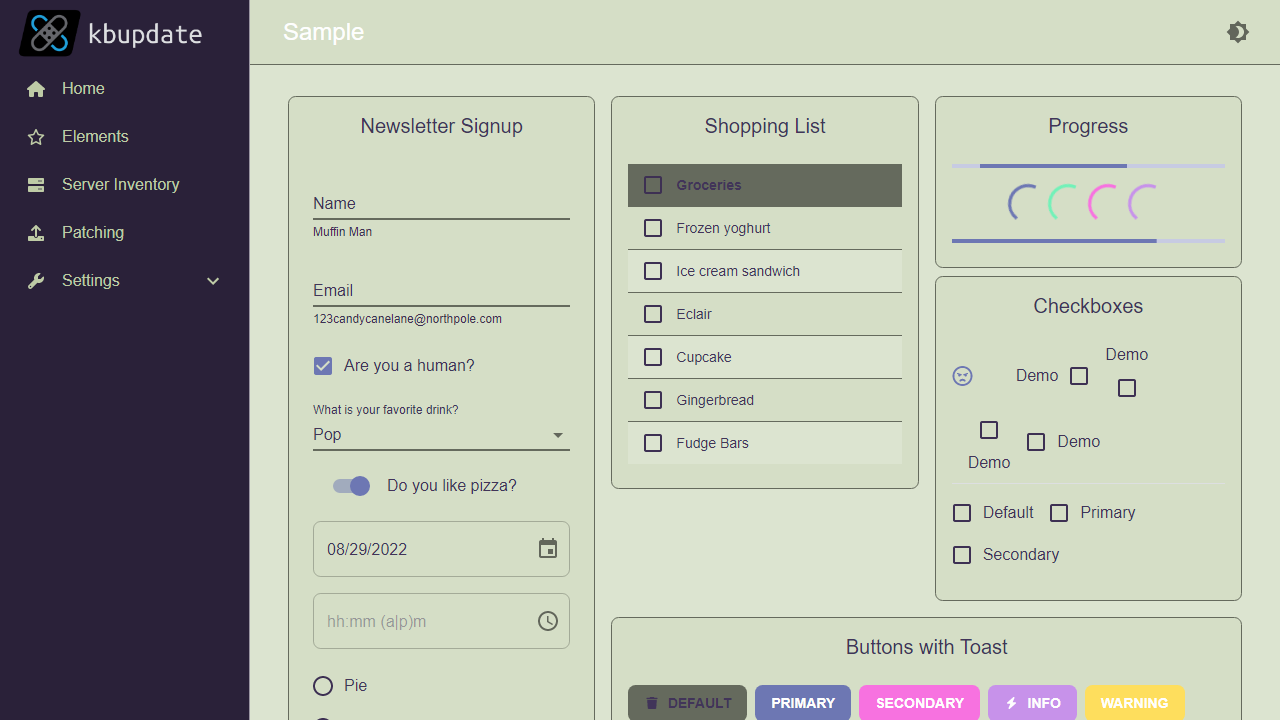 kbupdate
Home
Elements
Server Inventory
Patching
Settings
Sample
Newsletter Signup
Name
Muffin Man
Email
123candycanelane@northpole.com
Are you a human?
What is your favorite drink?
Pop
Do you like pizza?
08/29/2022
hh:mm (a|p)m
Pie
Shopping List
Groceries
Frozen yoghurt
Ice cream sandwich
Eclair
Cupcake
Gingerbread
Fudge Bars
Progress
Checkboxes
Demo
Demo
Demo
Demo
Default
Primary
Secondary
Buttons with Toast
DEFAULT
PRIMARY
SECONDARY
INFO
WARNING